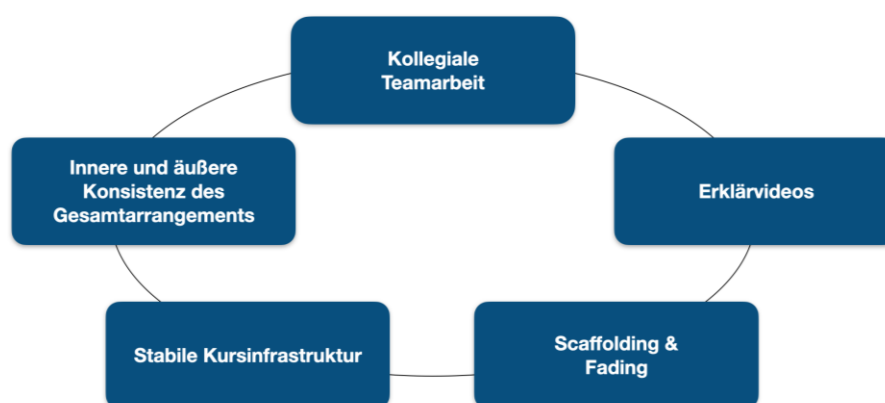 Kollegiale
Teamarbeit
Innere und äußere
Konsistenz des
Gesamtarrangements
Erklärvideos
Stabile Kursinfrastruktur
Scaffolding &
Fading